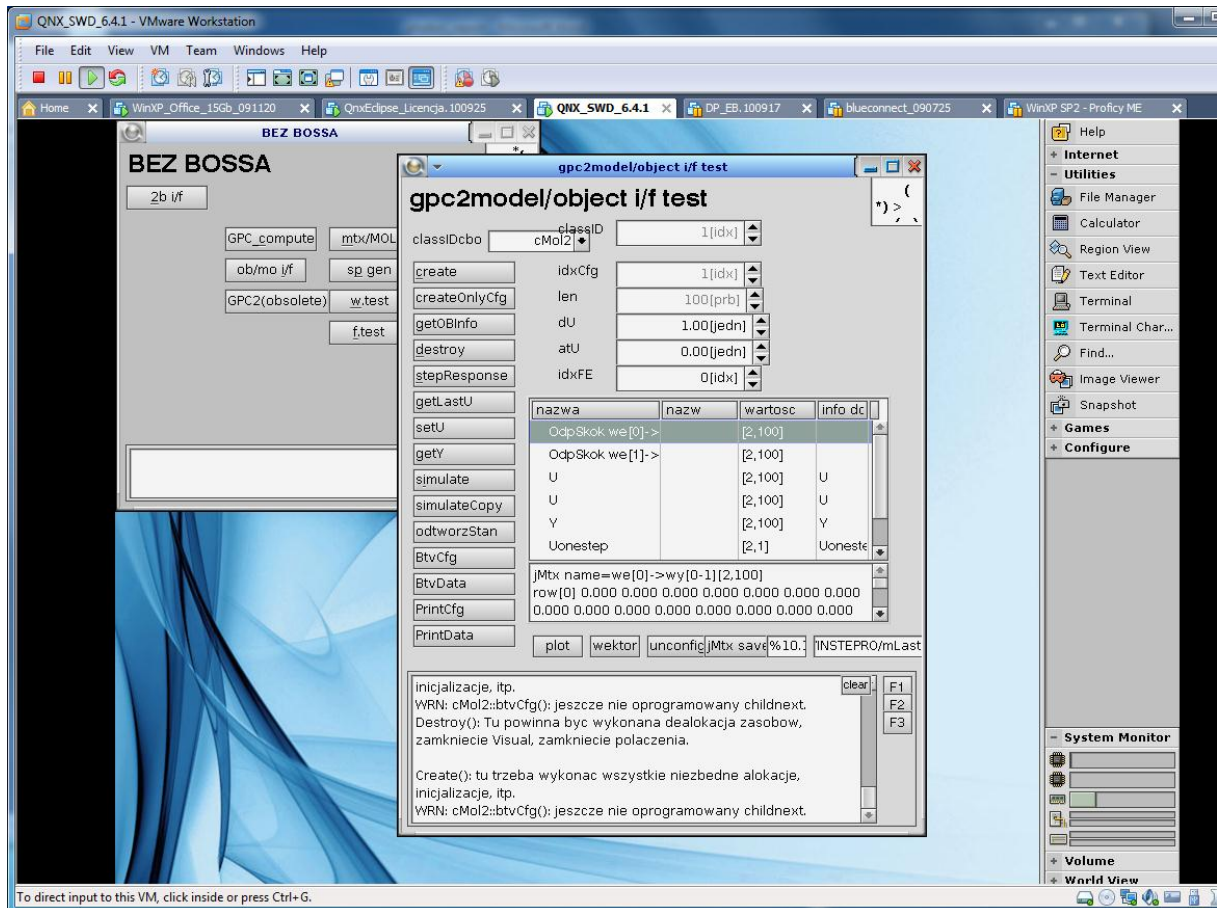 QNX_SWD_6.4.1 - VMware Workstation
File Edit View VM Team Windows Help
Home
WinXP_Office_15Gb_091120
QnxEclipse_Licencja.100925
QNX_SWD_6.4.1
DP_EB.100917
blueconnect_090725
WinXP SP2 - Proficy ME
BEZ BOSSA
BEZ BOSSA
2b i/f
GPC_compute
mtx/MOL
ob/mo i/f
sp gen
GPC2(obsolete)
w.test
f.test
gpc2model/object i/f test
gpc2model/object i/f test
classIDcbo
cMol2
classID
1[idx]
create
createOnlyCfg
getOBInfo
destroy
stepResponse
getLastU
setU
getY
simulate
simulateCopy
odtworzStan
BtvCfg
BtvData
PrintCfg
PrintData
idxCfg 1[idx]
len 100[prb]
dU 1.00[jedn]
atU 0.00[jedn]
idxFE 0[idx]
nazwa nazw wartosc info dc
OdpSkok we[0]-> [2,100]
OdpSkok we[1]-> [2,100]
U [2,100] U
U [2,100] U
Y [2,100] Y
Uonestep [2,1] Uoneste
jMtx name=we[0]->wy[0-1][2,100]
row[0] 0.000 0.000 0.000 0.000 0.000 0.000 0.000
0.000 0.000 0.000 0.000 0.000 0.000 0.000 0.000
plot wektor unconfig jMtx save %10.
INSTEPRO/mLast
inicjalizacje, itp.
WRN: cMol2::btvCfg(): jeszcze nie oprogramowany childnext.
Destroy(): Tu powinna byc wykonana dealokacja zasobow,
zamkniecie Visual, zamkniecie polaczenia.
Create(): tu trzeba wykonac wszystkie niezbedne alokacje,
inicjalizacje, itp.
WRN: cMol2::btvCfg(): jeszcze nie oprogramowany childnext.
clear
F1
F2
F3
Help
+ Internet
- Utilities
File Manager
Calculator
Region View
Text Editor
Terminal
Terminal Char...
Find...
Image Viewer
Snapshot
+ Games
+ Configure
- System Monitor
+ Volume
+ World View
To direct input to this VM, click inside or press Ctrl+G.